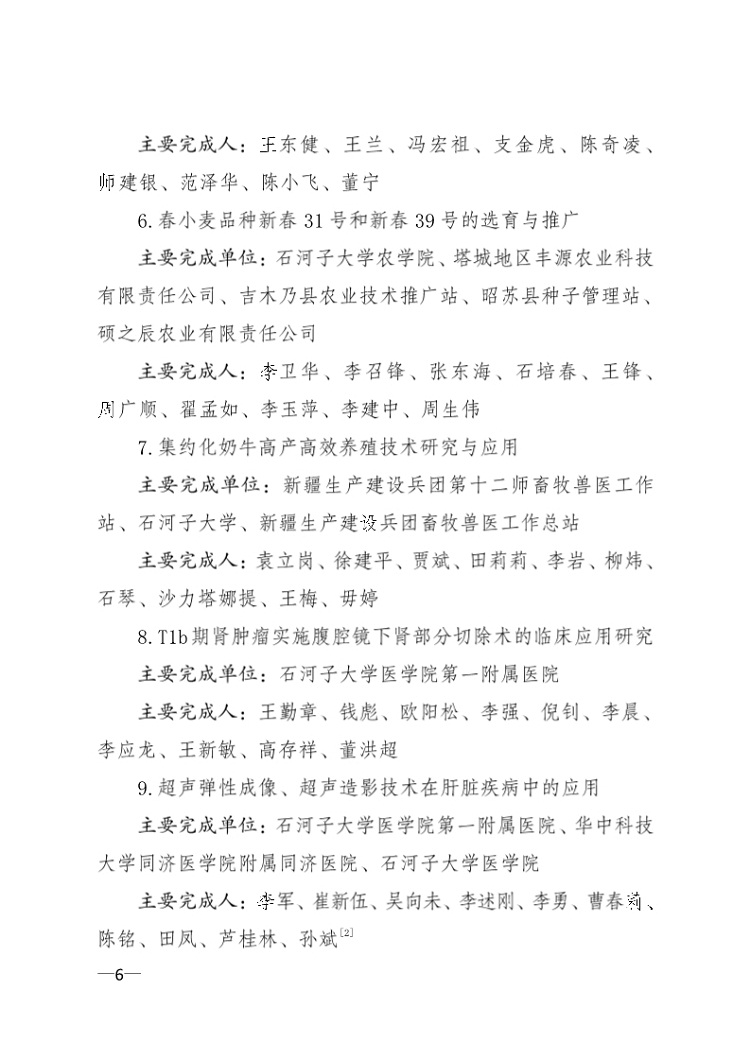 主要完成人：王东健、王兰、冯宏祖、支金虎、陈奇凌、
师建银、范泽华、陈小飞、董宁
6.春小麦品种新春 31 号和新春 39 号的选育与推广
主要完成单位：石河子大学农学院、塔城地区丰源农业科技
有限责任公司、吉木乃县农业技术推广站、昭苏县种子管理站、
硕之辰农业有限责任公司
主要完成人：李卫华、李召锋、张东海、石培春、王锋、
周广顺、翟孟如、李玉萍、李建中、周生伟
7.集约化奶牛高产高效养殖技术研究与应用
主要完成单位：新疆生产建设兵团第十二师畜牧兽医工作
站、石河子大学、新疆生产建设兵团畜牧兽医工作总站
主要完成人：袁立岗、徐建平、贾斌、田莉莉、李岩、柳炜、
石琴、沙力塔娜提、王梅、毋婷
8.T1b 期肾肿瘤实施腹腔镜下肾部分切除术的临床应用研究
主要完成单位：石河子大学医学院第一附属医院
主要完成人：王勤章、钱彪、欧阳松、李强、倪钊、李晨、
李应龙、王新敏、高存祥、董洪超
9.超声弹性成像、超声造影技术在肝脏疾病中的应用
主要完成单位：石河子大学医学院第一附属医院、华中科技
大学同济医学院附属同济医院、石河子大学医学院
主要完成人：李军、崔新伍、吴向未、李述刚、李勇、曹春莉、
陈铭、田凤、芦桂林、孙斌[2]
—6—